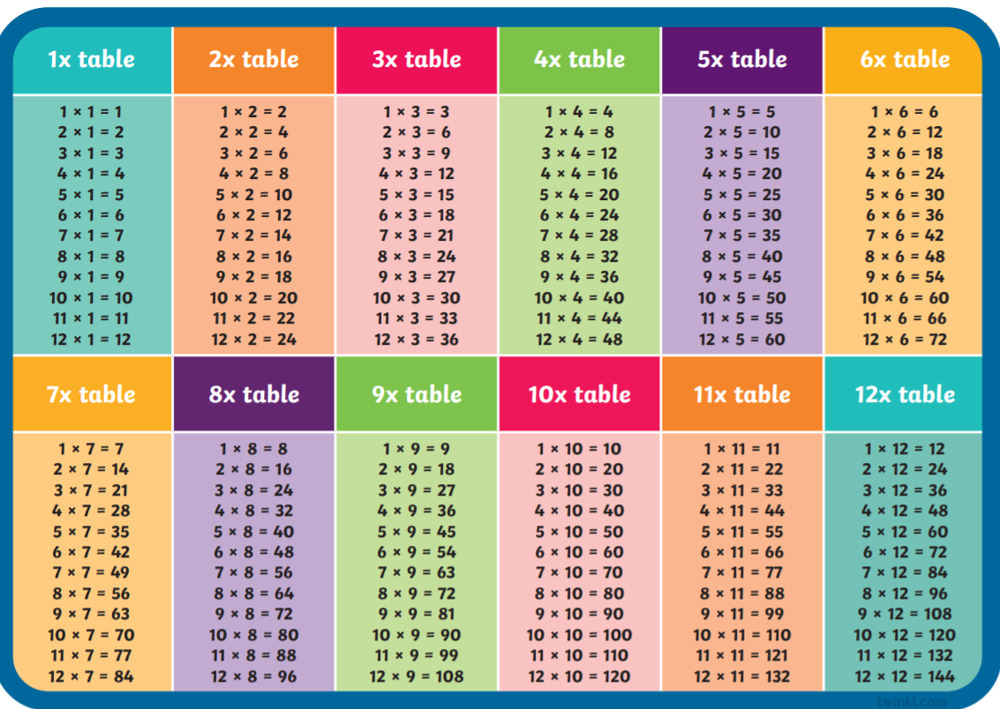 1x table
1 × 1 = 1
2 × 1 = 2
3 × 1 = 3
4 × 1 = 4
5 × 1 = 5
6 × 1 = 6
7 × 1 = 7
8 × 1 = 8
9 × 1 = 9
10 × 1 = 10
11 × 1 = 11
12 × 1 = 12
2x table
1 × 2 = 2
2 × 2 = 4
3 × 2 = 6
4 × 2 = 8
5 × 2 = 10
6 × 2 = 12
7 × 2 = 14
8 × 2 = 16
9 × 2 = 18
10 × 2 = 20
11 × 2 = 22
12 × 2 = 24
3x table
1 × 3 = 3
2 × 3 = 6
3 × 3 = 9
4 × 3 = 12
5 × 3 = 15
6 × 3 = 18
7 × 3 = 21
8 × 3 = 24
9 × 3 = 27
10 × 3 = 30
11 × 3 = 33
12 × 3 = 36
4x table
1 × 4 = 4
2 × 4 = 8
3 × 4 = 12
4 × 4 = 16
5 × 4 = 20
6 × 4 = 24
7 × 4 = 28
8 × 4 = 32
9 × 4 = 36
10 × 4 = 40
11 × 4 = 44
12 × 4 = 48
5x table
1 × 5 = 5
2 × 5 = 10
3 × 5 = 15
4 × 5 = 20
5 × 5 = 25
6 × 5 = 30
7 × 5 = 35
8 × 5 = 40
9 × 5 = 45
10 × 5 = 50
11 × 5 = 55
12 × 5 = 60
6x table
1 × 6 = 6
2 × 6 = 12
3 × 6 = 18
4 × 6 = 24
5 × 6 = 30
6 × 6 = 36
7 × 6 = 42
8 × 6 = 48
9 × 6 = 54
10 × 6 = 60
11 × 6 = 66
12 × 6 = 72
7x table
1 × 7 = 7
2 × 7 = 14
3 × 7 = 21
4 × 7 = 28
5 × 7 = 35
6 × 7 = 42
7 × 7 = 49
8 × 7 = 56
9 × 7 = 63
10 × 7 = 70
11 × 7 = 77
12 × 7 = 84
8x table
1 × 8 = 8
2 × 8 = 16
3 × 8 = 24
4 × 8 = 32
5 × 8 = 40
6 × 8 = 48
7 × 8 = 56
8 × 8 = 64
9 × 8 = 72
10 × 8 = 80
11 × 8 = 88
12 × 8 = 96
9x table
1 × 9 = 9
2 × 9 = 18
3 × 9 = 27
4 × 9 = 36
5 × 9 = 45
6 × 9 = 54
7 × 9 = 63
8 × 9 = 72
9 × 9 = 81
10 × 9 = 90
11 × 9 = 99
12 × 9 = 108
10x table
1 × 10 = 10
2 × 10 = 20
3 × 10 = 30
4 × 10 = 40
5 × 10 = 50
6 × 10 = 60
7 × 10 = 70
8 × 10 = 80
9 × 10 = 90
10 × 10 = 100
11 × 10 = 110
12 × 10 = 120
11x table
1 × 11 = 11
2 × 11 = 22
3 × 11 = 33
4 × 11 = 44
5 × 11 = 55
6 × 11 = 66
7 × 11 = 77
8 × 11 = 88
9 × 11 = 99
10 × 11 = 110
11 × 11 = 121
12 × 11 = 132
12x table
1 × 12 = 12
2 × 12 = 24
3 × 12 = 36
4 × 12 = 48
5 × 12 = 60
6 × 12 = 72
7 × 12 = 84
8 × 12 = 96
9 × 12 = 108
10 × 12 = 120
11 × 12 = 132
12 × 12 = 144
twinkl.com